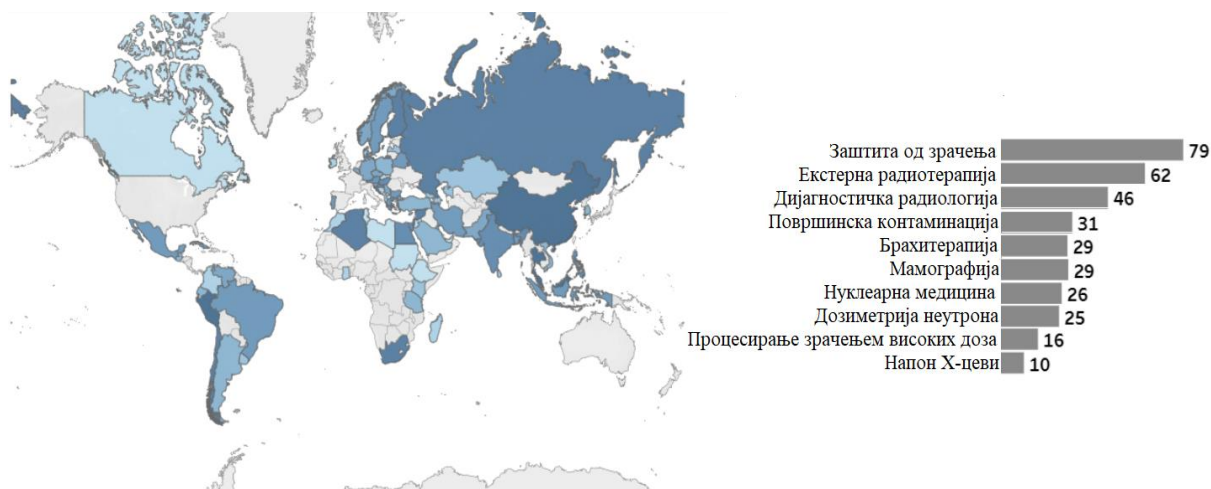 Заштита од зрачења 79
Екстерна радиотерапија 62
Дијагностичка радиологија 46
Површинска контаминација 31
Брахитерапија 29
Мамографија 29
Нуклеарна медицина 26
Дозиметрија неутрона 25
Процесирање зрачењем високих доза 16
Напон X-цеви 10